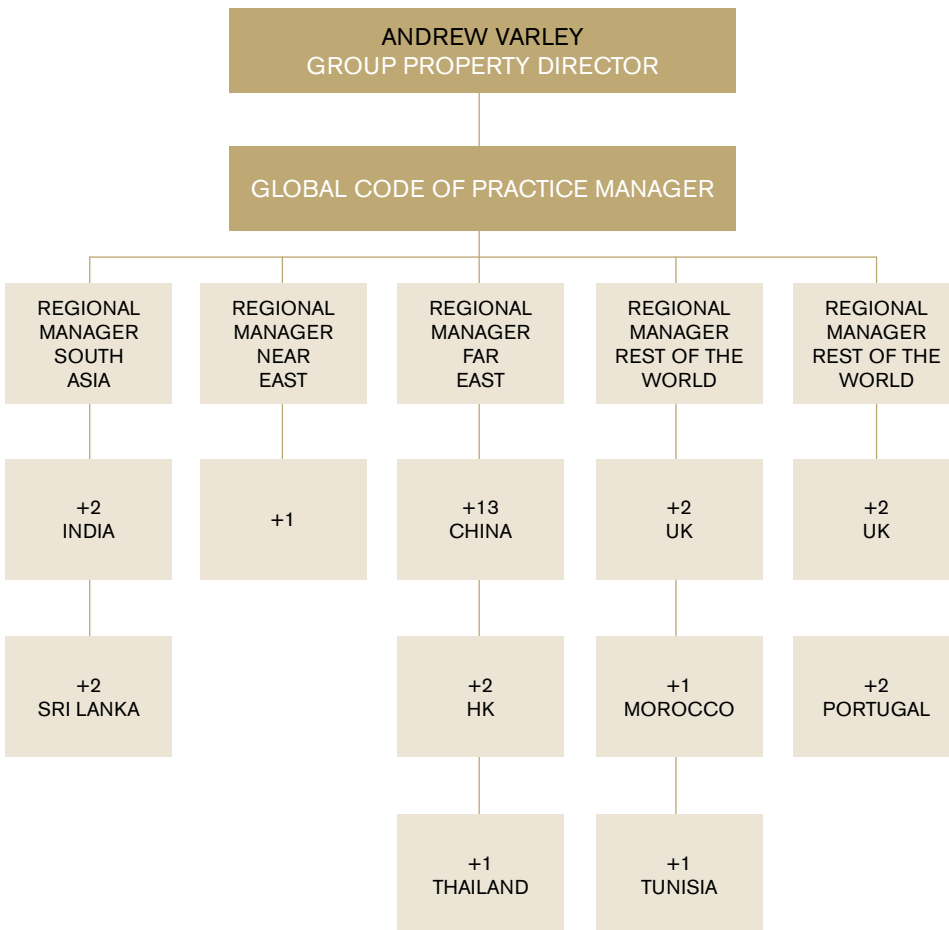 ANDREW VARLEY
GROUP PROPERTY DIRECTOR
GLOBAL CODE OF PRACTICE MANAGER
REGIONAL
MANAGER
SOUTH
ASIA
REGIONAL
MANAGER
NEAR
EAST
REGIONAL
MANAGER
FAR
EAST
REGIONAL
MANAGER
REST OF THE
WORLD
REGIONAL
MANAGER
REST OF THE
WORLD
+2
INDIA
+1
+13
CHINA
+2
UK
+2
UK
+2
SRI LANKA
+2
HK
+1
MOROCCO
+2
PORTUGAL
+1
THAILAND
+1
TUNISIA